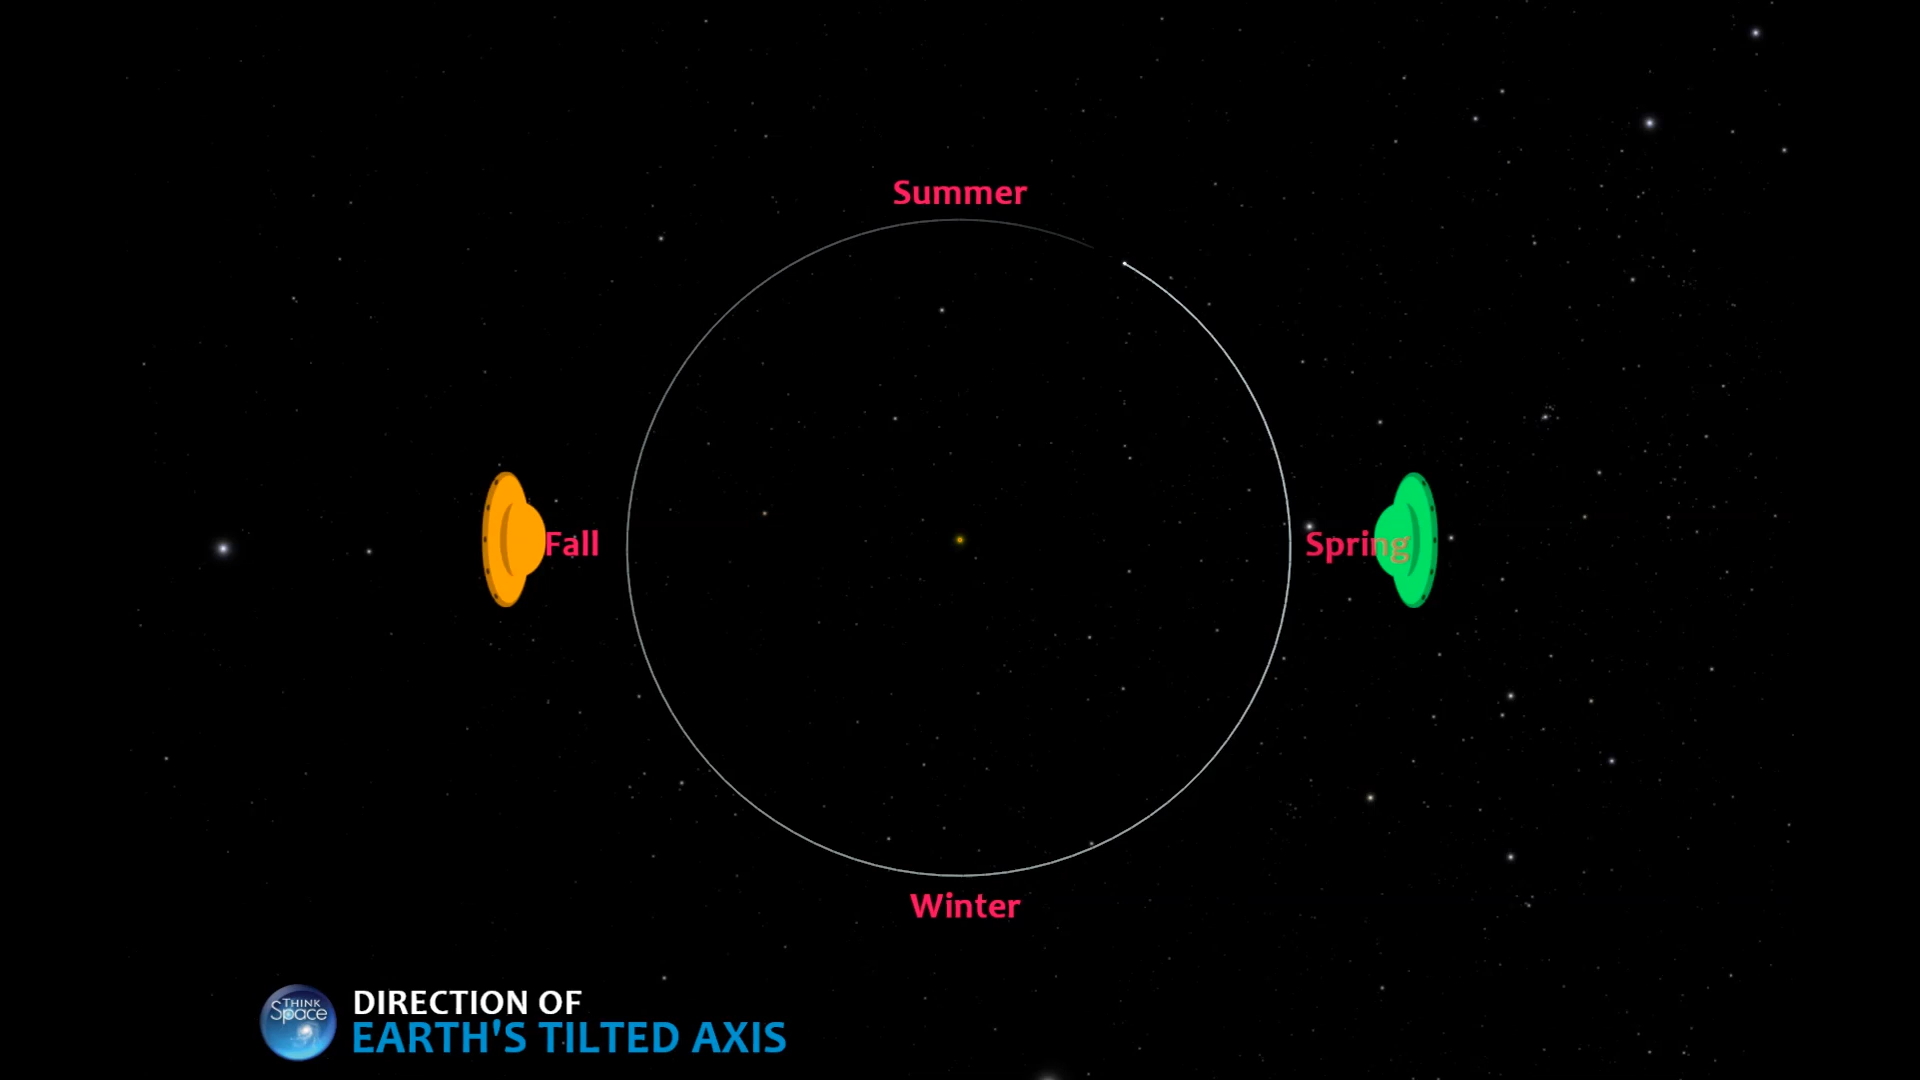 Summer
Fall
Spring
Winter
THINK
Space
DIRECTION OF
EARTH'S TILTED AXIS